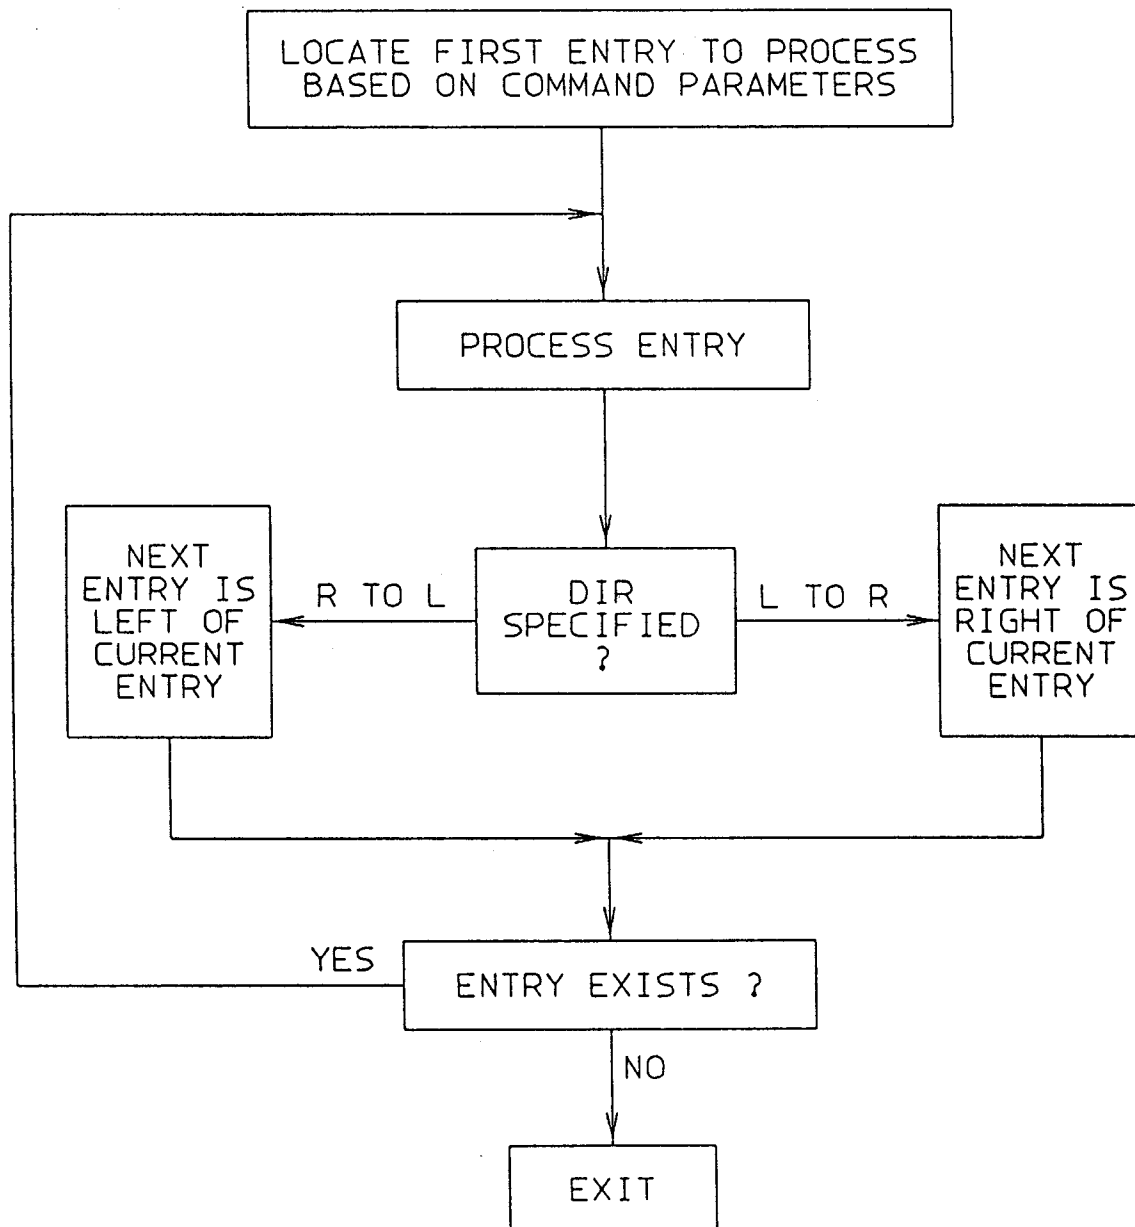 LOCATE FIRST ENTRY TO PROCESS
BASED ON COMMAND PARAMETERS
PROCESS ENTRY
NEXT
ENTRY IS
LEFT OF
CURRENT
ENTRY
R TO L
DIR
SPECIFIED
?
L TO R
NEXT
ENTRY IS
RIGHT OF
CURRENT
ENTRY
YES
ENTRY EXISTS ?
NO
EXIT